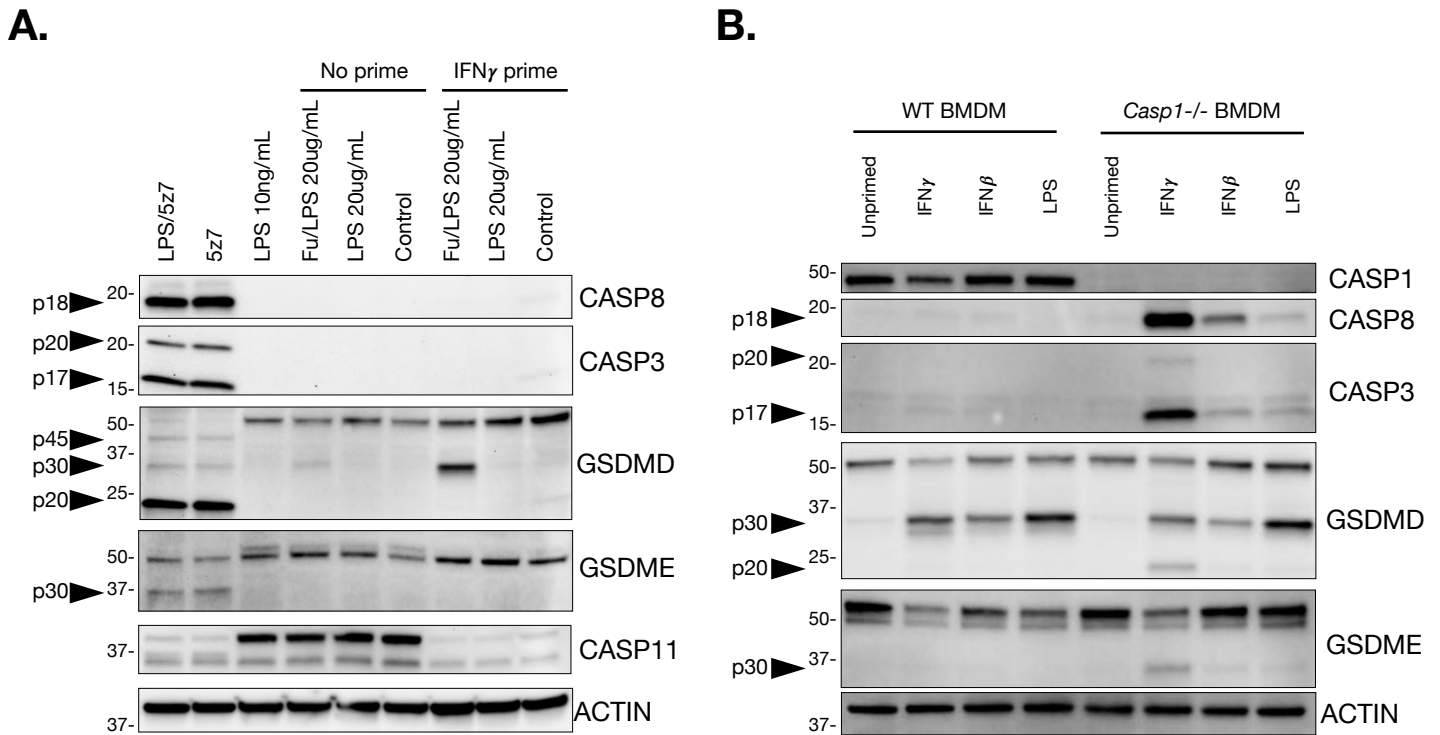 A.
No prime
IFNγ prime
LPS/5z7
5z7
LPS 10ng/mL
Fu/LPS 20ug/mL
LPS 20ug/mL
Control
Fu/LPS 20ug/mL
LPS 20ug/mL
Control
p18
20-
CASP8
p20
20-
p17
15-
CASP3
50-
p45
37-
p30
25-
p20
GSDMD
50-
p30
37-
GSDME
37-
CASP11
37-
ACTIN
B.
WT BMDM
Casp1-/- BMDM
Unprimed
IFNγ
IFNβ
LPS
Unprimed
IFNγ
IFNβ
LPS
50-
CASP1
20-
p18
CASP8
p20
20-
p17
15-
CASP3
50-
37-
p30
25-
p20
GSDMD
50-
37-
p30
GSDME
37-
ACTIN